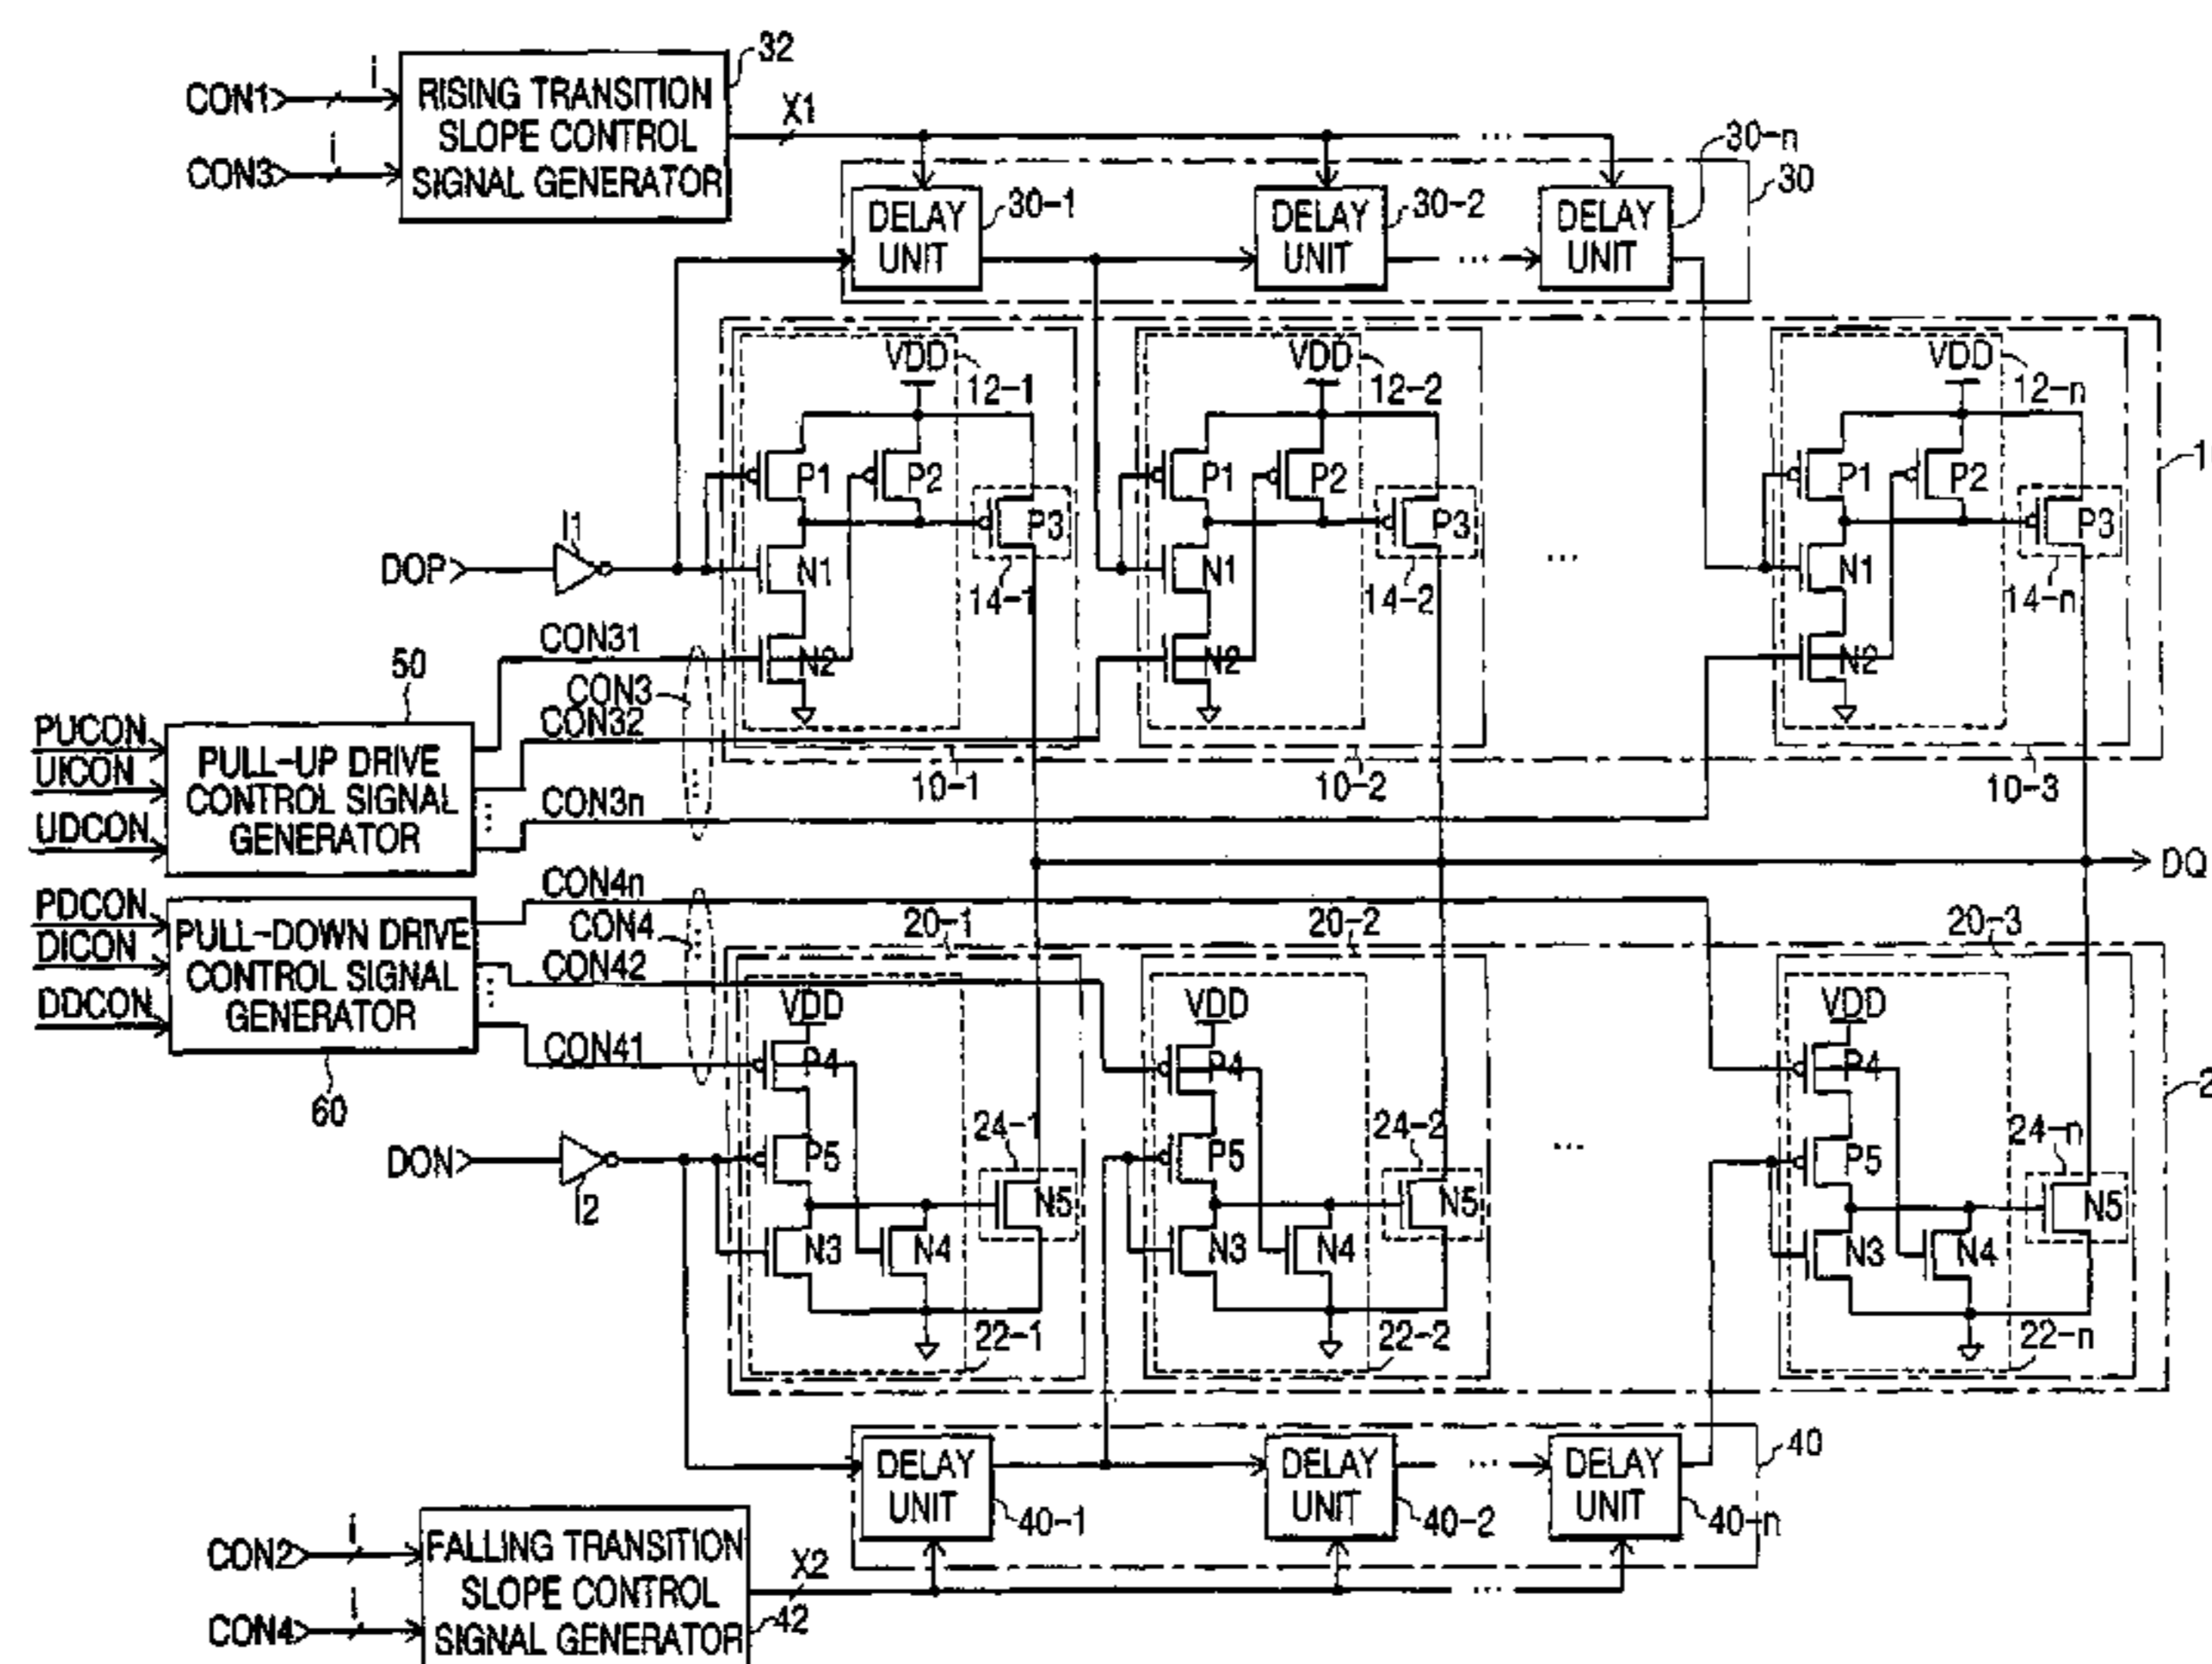 32
CON1
i
RISING TRANSITION
SLOPE CONTROL
SIGNAL GENERATOR
CON3
i
X1
30-n
30
DELAY
UNIT
30-1
DELAY
UNIT
30-2
DELAY
UNIT
...
VDD
12-1
VDD
12-2
VDD
12-n
1
P1
P2
P3
P1
P2
P3
P1
P2
P3
I1
DOP
N1
14-1
N1
14-2
...
N1
14-n
CON31
N2
N2
N2
50
CON3
CON32
PUCON
UICON
UDCON
PULL-UP DRIVE
CONTROL SIGNAL
GENERATOR
CON3n
10-1
10-2
10-3
DQ
PDCON
DICON
DDCON
PULL-DOWN DRIVE
CONTROL SIGNAL
GENERATOR
CON4n
CON4
CON42
CON41
60
20-1
20-2
20-3
VDD
VDD
VDD
P4
P4
P4
2
24-1
24-2
24-n
DON
I2
P5
P5
...
P5
N5
N5
N5
N3
N4
N3
N4
N3
N4
22-1
22-2
22-n
40
DELAY
UNIT
40-1
DELAY
UNIT
40-2
...
DELAY
UNIT
40-n
CON2
i
FALLING TRANSITION
SLOPE CONTROL
SIGNAL GENERATOR
CON4
i
X2
42
...